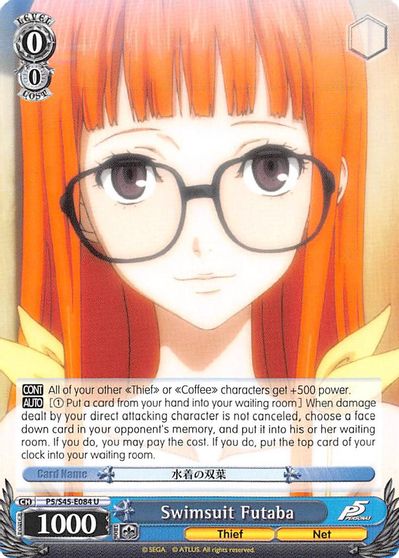 LEVEL
0
0
COST
CONT All of your other «Thief» or «Coffee» characters get +500 power.
AUTO [① Put a card from your hand into your waiting room] When damage
dealt by your direct attacking character is not canceled, choose a face
down card in your opponent's memory, and put it into his or her waiting
room. If you do, you may pay the cost. If you do, put the top card of your
clock into your waiting room.
Card Name
水着の双葉
CH P5/S45-E084 U
1000
Swimsuit Futaba
P5 PERSONA5
Thief
Net
© SEGA. © ATLUS. All rights reserved.